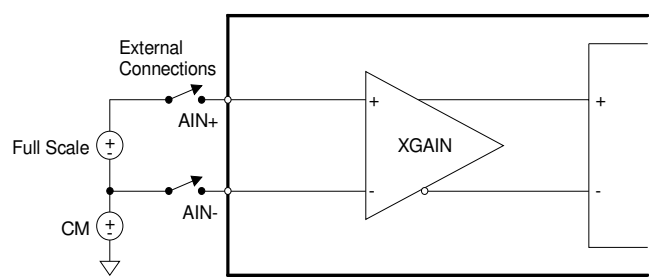 External
Connections
AIN+
Full Scale
+
-
AIN-
CM
+
-
+
XGAIN
-
+
-